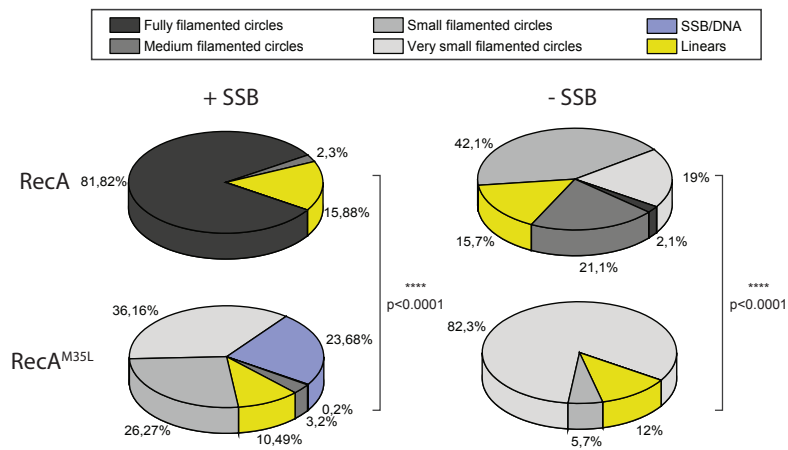 Fully filamented circles
Small filamented circles
SSB/DNA
Medium filamented circles
Very small filamented circles
Linears
+ SSB
- SSB
RecA
81,82%
2,3%
15,88%
42,1%
19%
15,7%
21,1%
2,1%
****
p<0.0001
****
p<0.0001
RecA^M35L
36,16%
23,68%
0,2%
3,2%
26,27%
10,49%
82,3%
5,7%
12%